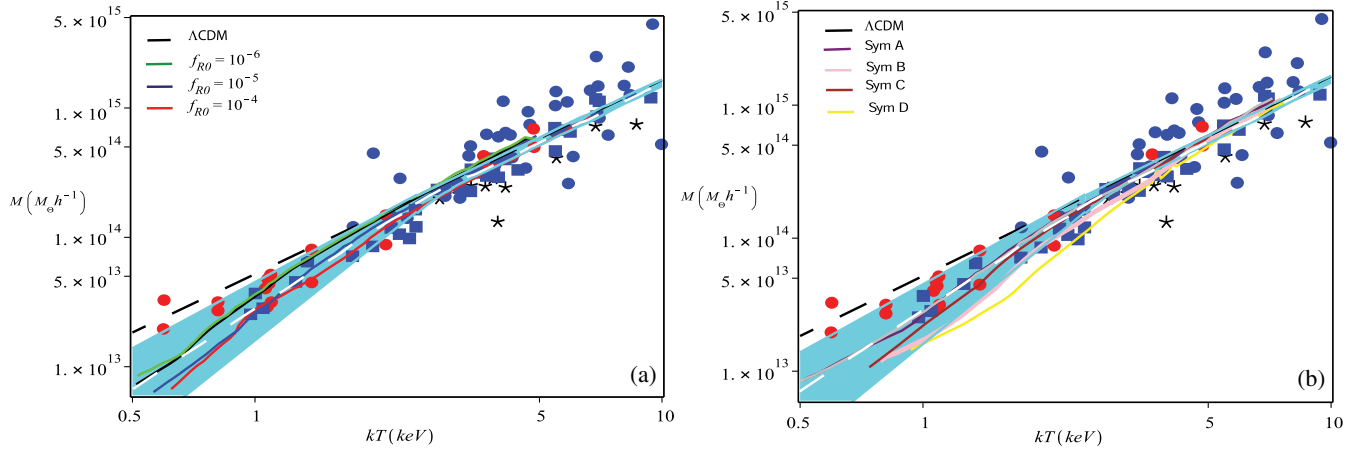 5. × 10^15
1. × 10^15
5. × 10^14
M(M_⊙ h^−1)
1. × 10^14
5. × 10^13
1. × 10^13
ΛCDM
f_R0 = 10^−6
f_R0 = 10^−5
f_R0 = 10^−4
(a)
0.5 1 5 10
kT (keV)
5. × 10^15
1. × 10^15
5. × 10^14
M(M_⊙ h^−1)
1. × 10^14
5. × 10^13
1. × 10^13
ΛCDM
Sym A
Sym B
Sym C
Sym D
(b)
0.5 1 5 10
kT (keV)